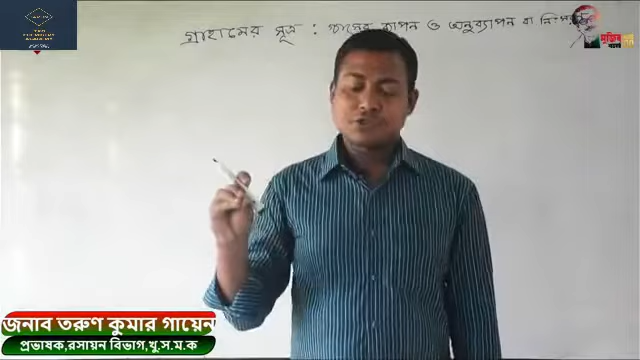 গ্রাহামের সূত্র : গ্যাসের ব্যাপন ও অনুব্যাপন বা
জনাব তরুণ কুমার গায়েন
প্রভাষক,রসায়ন বিভাগ,খু.স.ম.ক